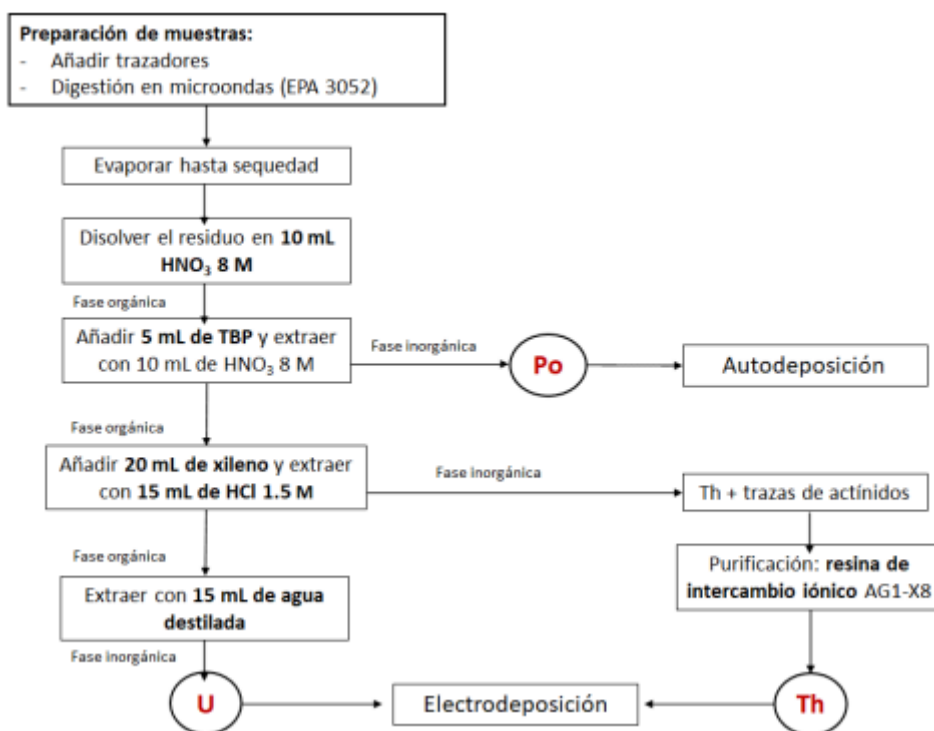 Preparación de muestras:
- Añadir trazadores
- Digestión en microondas (EPA 3052)
Evaporar hasta sequedad
Disolver el residuo en 10 mL
HNO₃ 8 M
Fase orgánica
Añadir 5 mL de TBP y extraer
con 10 mL de HNO₃ 8 M
Fase inorgánica
Po
Autodeposición
Fase orgánica
Añadir 20 mL de xileno y extraer
con 15 mL de HCl 1.5 M
Fase inorgánica
Th + trazas de actínidos
Fase orgánica
Purificación: resina de
intercambio iónico AG1-X8
Extraer con 15 mL de agua
destilada
Fase inorgánica
U
Electrodeposición
Th